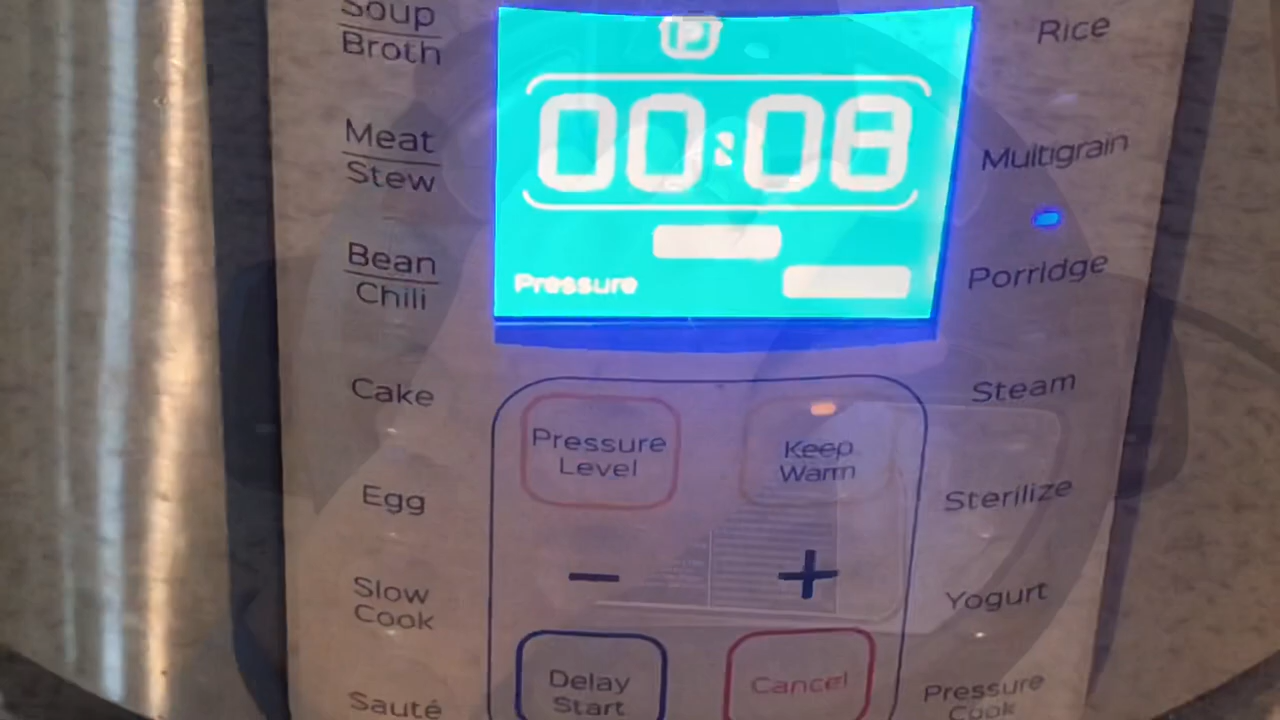 Soup
Broth
Meat
Stew
Bean
Chili
Cake
Egg
Slow
Cook
Sauté
P
00:08
Pressure
Pressure
Level
Keep
Warm
−
+
Delay
Start
Cancel
Rice
Multigrain
Porridge
Steam
Sterilize
Yogurt
Pressure
Cook